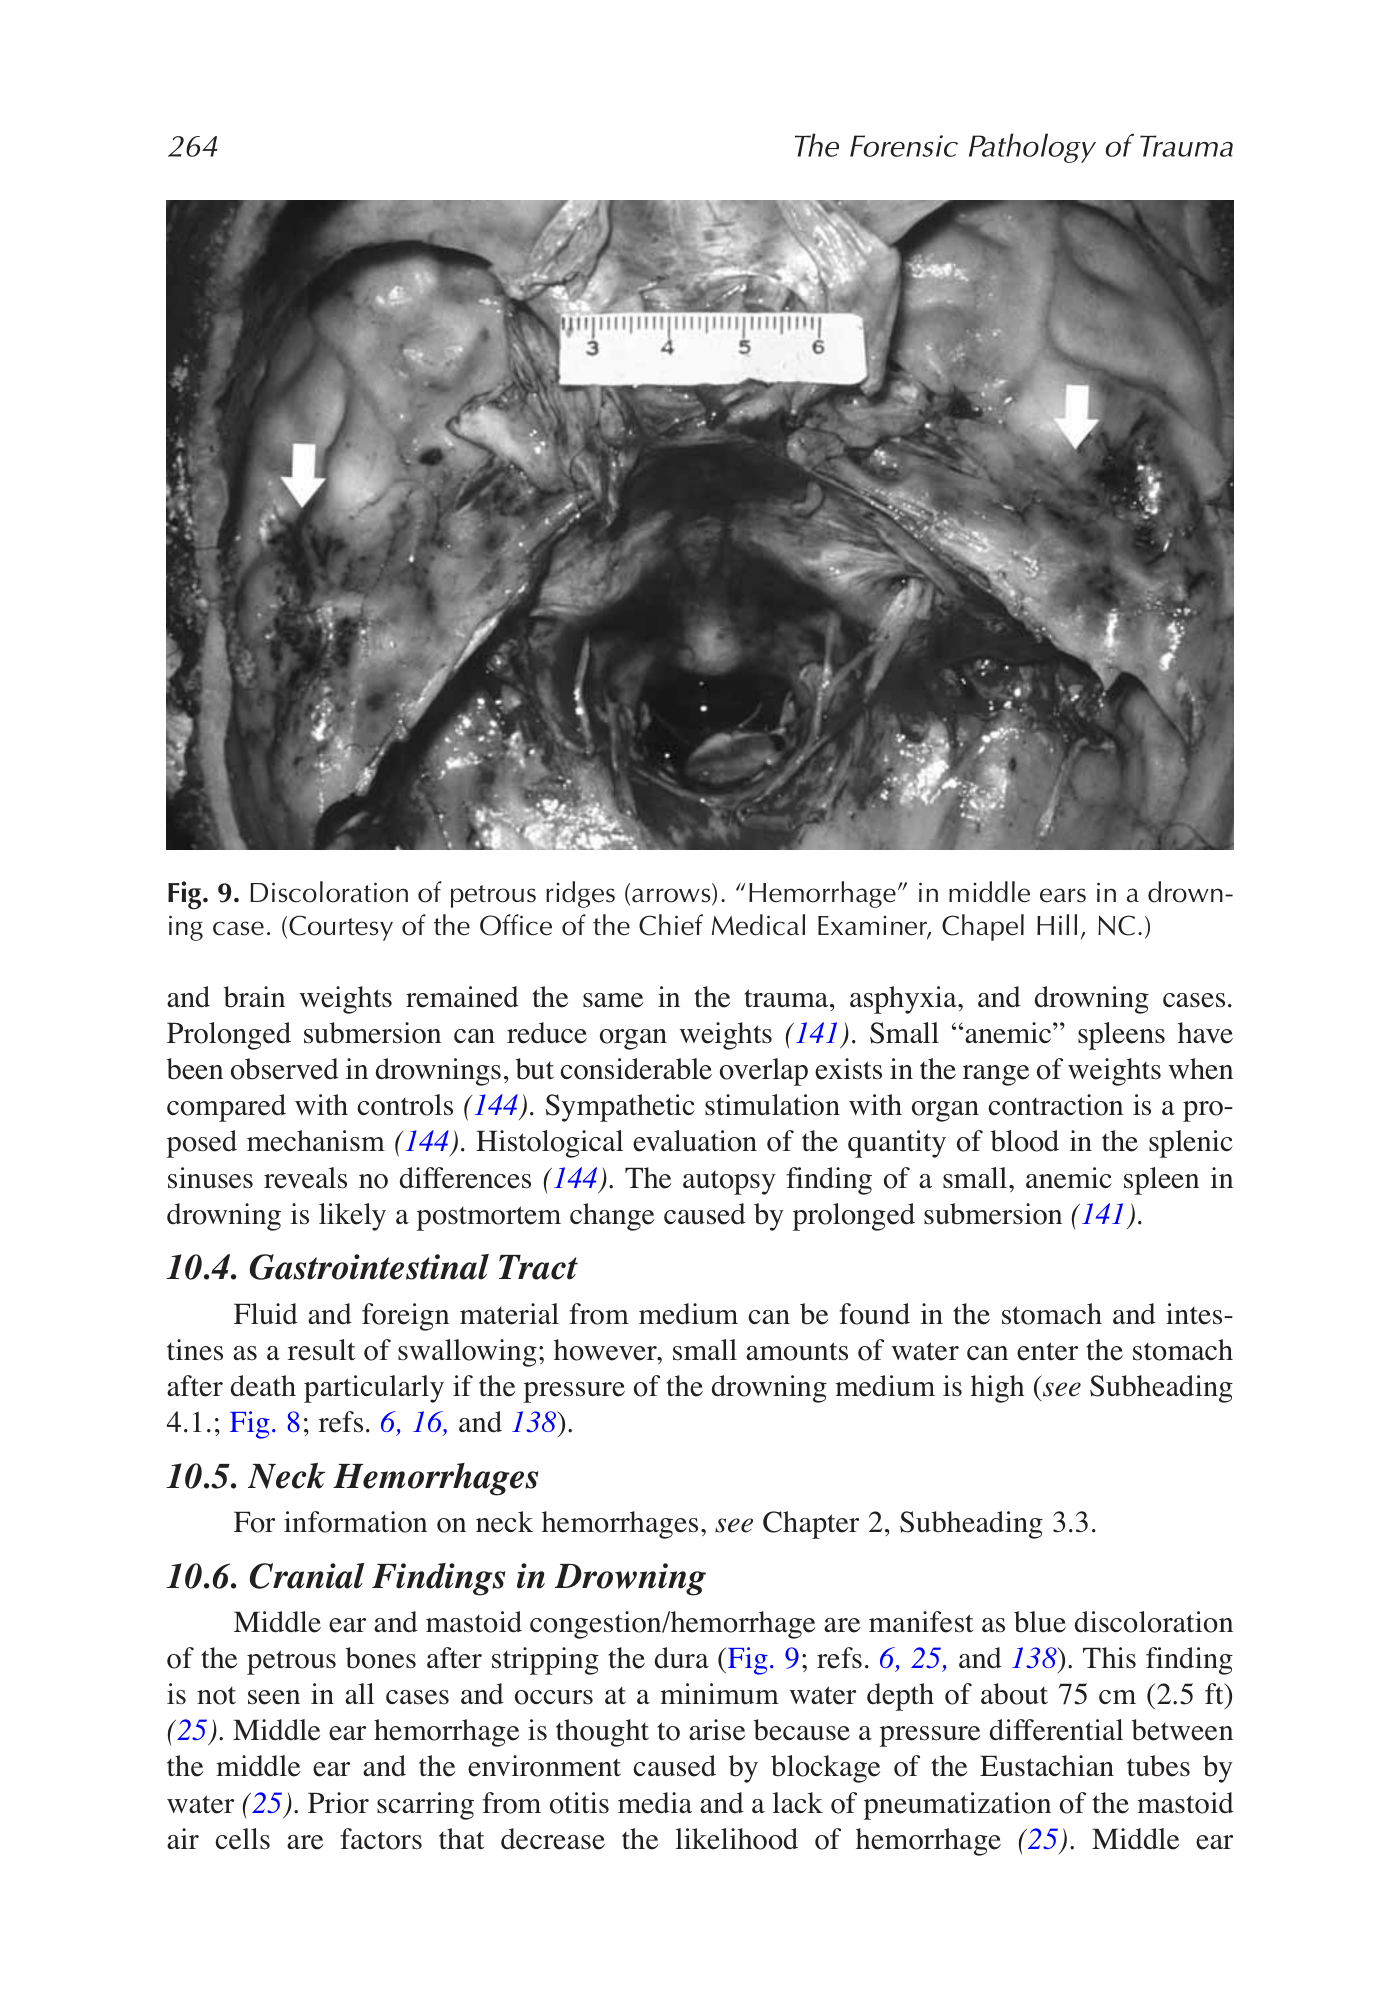 264
The Forensic Pathology of Trauma
3 4 5 6
Fig. 9. Discoloration of petrous ridges (arrows). “Hemorrhage” in middle ears in a drown-
ing case. (Courtesy of the Office of the Chief Medical Examiner, Chapel Hill, NC.)
and brain weights remained the same in the trauma, asphyxia, and drowning cases.
Prolonged submersion can reduce organ weights (141). Small “anemic” spleens have
been observed in drownings, but considerable overlap exists in the range of weights when
compared with controls (144). Sympathetic stimulation with organ contraction is a pro-
posed mechanism (144). Histological evaluation of the quantity of blood in the splenic
sinuses reveals no differences (144). The autopsy finding of a small, anemic spleen in
drowning is likely a postmortem change caused by prolonged submersion (141).
10.4. Gastrointestinal Tract
Fluid and foreign material from medium can be found in the stomach and intes-
tines as a result of swallowing; however, small amounts of water can enter the stomach
after death particularly if the pressure of the drowning medium is high (see Subheading
4.1.; Fig. 8; refs. 6, 16, and 138).
10.5. Neck Hemorrhages
For information on neck hemorrhages, see Chapter 2, Subheading 3.3.
10.6. Cranial Findings in Drowning
Middle ear and mastoid congestion/hemorrhage are manifest as blue discoloration
of the petrous bones after stripping the dura (Fig. 9; refs. 6, 25, and 138). This finding
is not seen in all cases and occurs at a minimum water depth of about 75 cm (2.5 ft)
(25). Middle ear hemorrhage is thought to arise because a pressure differential between
the middle ear and the environment caused by blockage of the Eustachian tubes by
water (25). Prior scarring from otitis media and a lack of pneumatization of the mastoid
air cells are factors that decrease the likelihood of hemorrhage (25). Middle ear